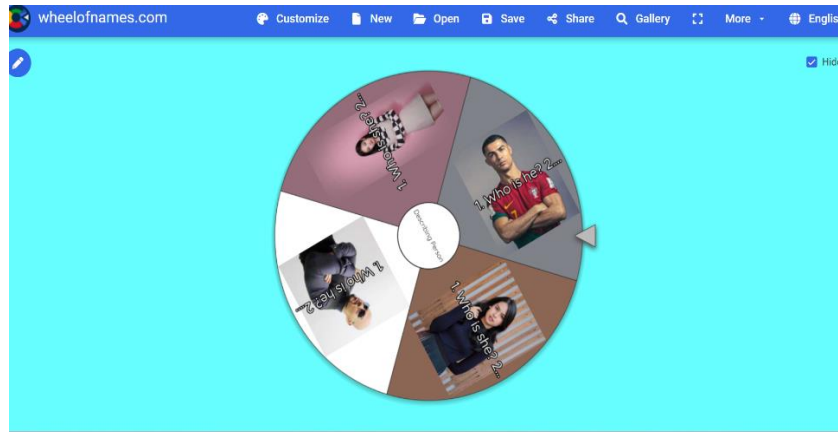 wheelofnames.com
Customize
New
Open
Save
Share
Gallery
More
Englis
Hide
1. Who is she? 2...
1. Who is he? 2...
Describing Person
1. Who is he? 2...
1. Who is she? 2...